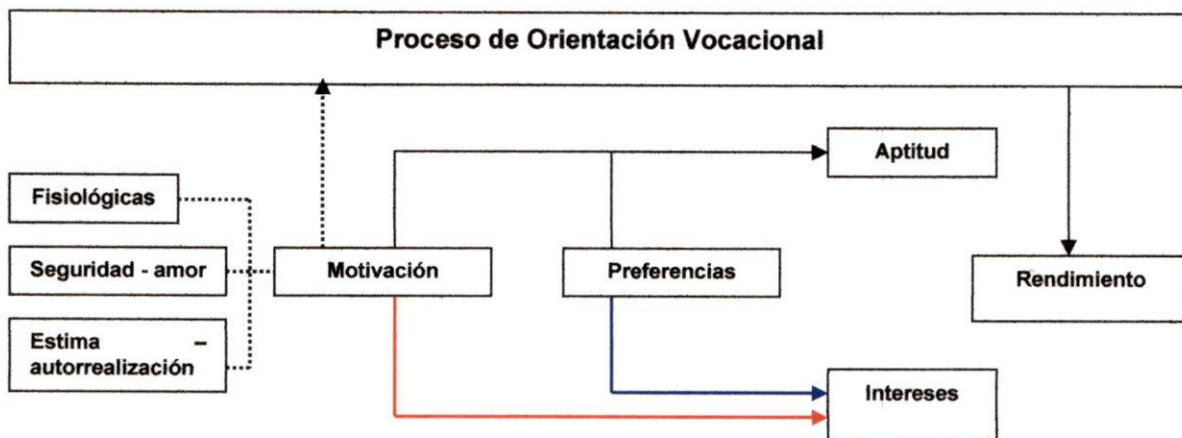 Proceso de Orientación Vocacional
Aptitud
Fisiológicas
Seguridad - amor
Motivación
Preferencias
Rendimiento
Estima –
autorrealización
Intereses